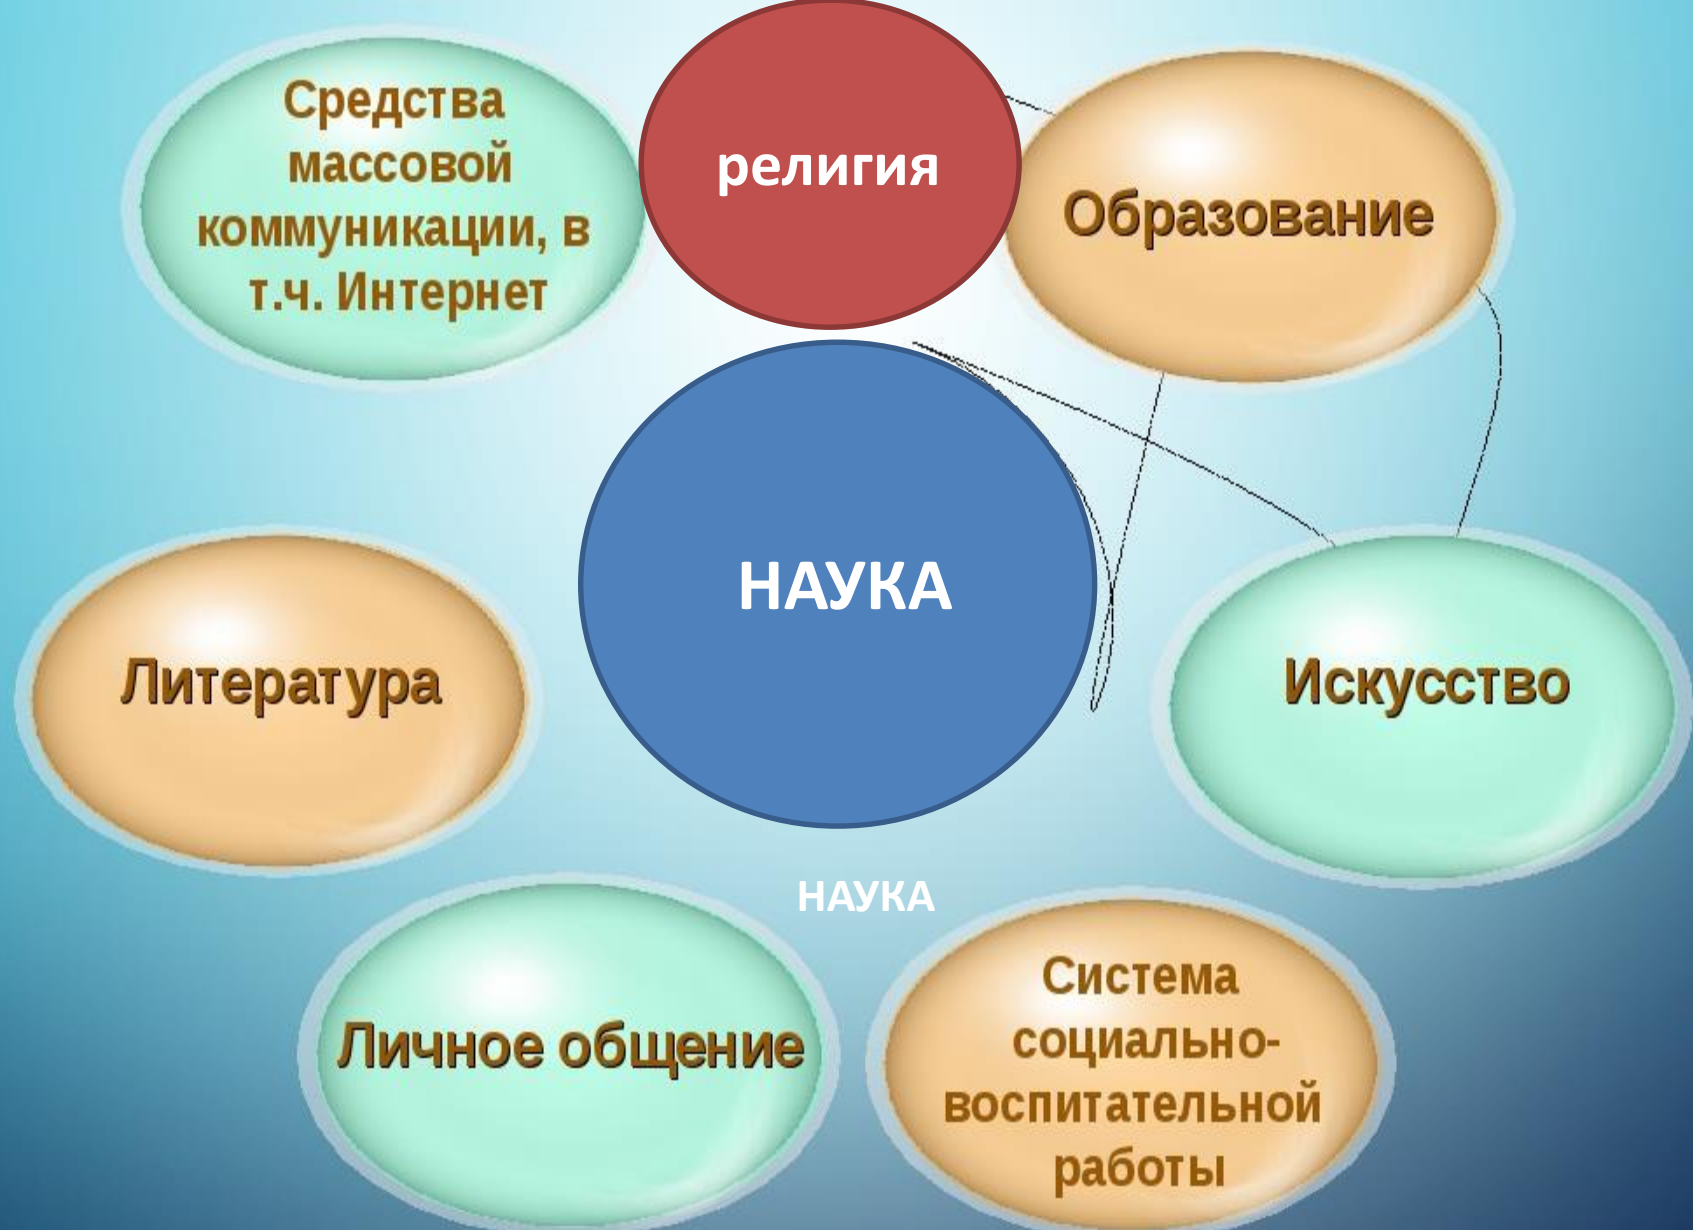 Средства
массовой
коммуникации, в
т.ч. Интернет
религия
Образование
НАУКА
Литература
Искусство
НАУКА
Личное общение
Система
социально-
воспитательной
работы